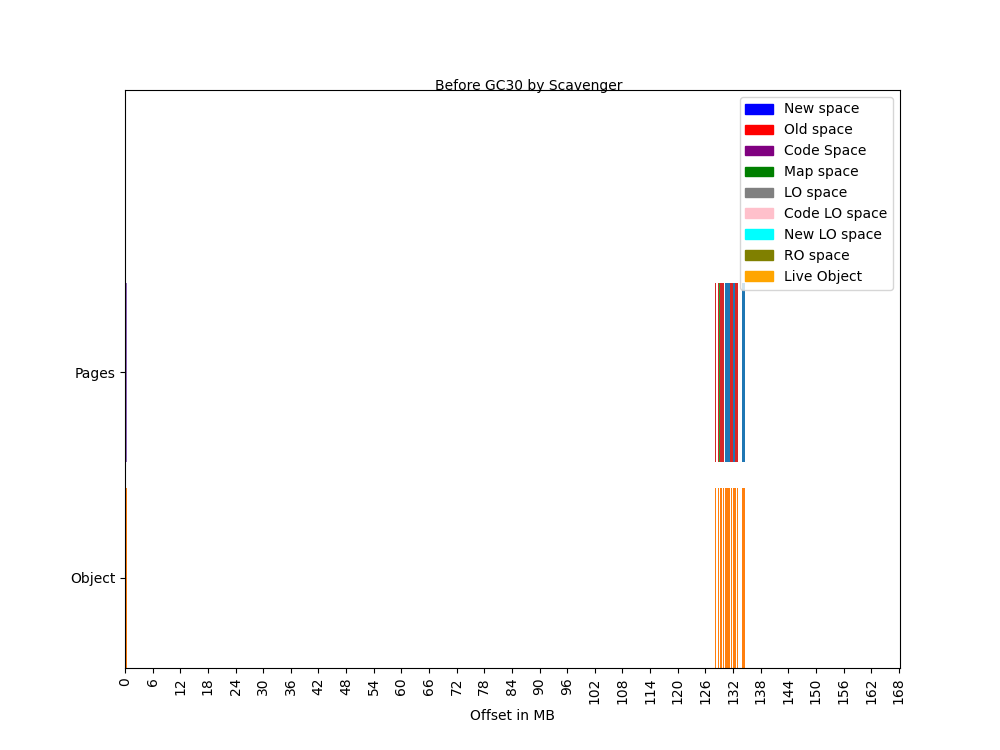 Before GC30 by Scavenger
New space
Old space
Code Space
Map space
LO space
Code LO space
New LO space
RO space
Live Object
Pages
Object
0 6 12 18 24 30 36 42 48 54 60 66 72 78 84 90 96 102 108 114 120 126 132 138 144 150 156 162 168
Offset in MB